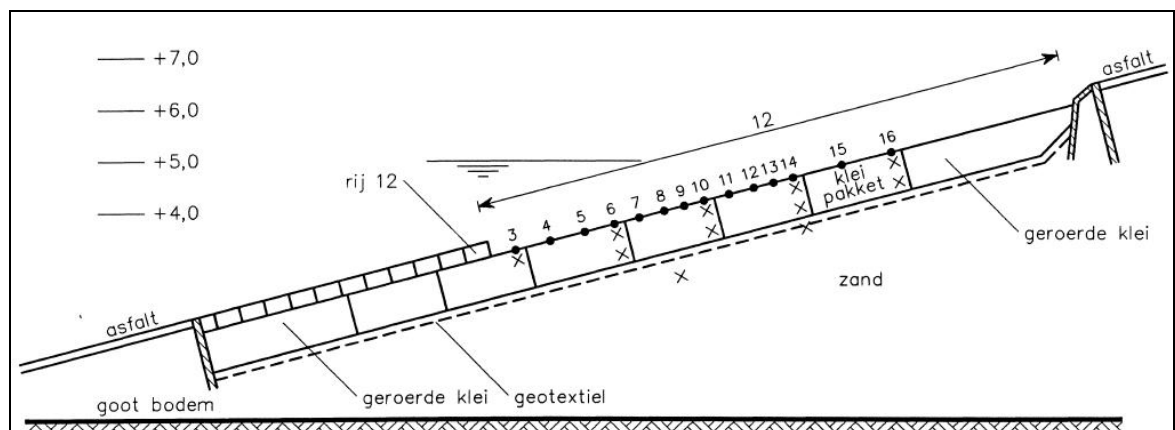 +7,0
+6,0
+5,0
+4,0
asfalt
12
16
15
14
13
12
11
10
9
8
7
6
5
4
3
klei
pakket
rij 12
geroerde klei
zand
asfalt
geroerde klei
geotextiel
goot bodem